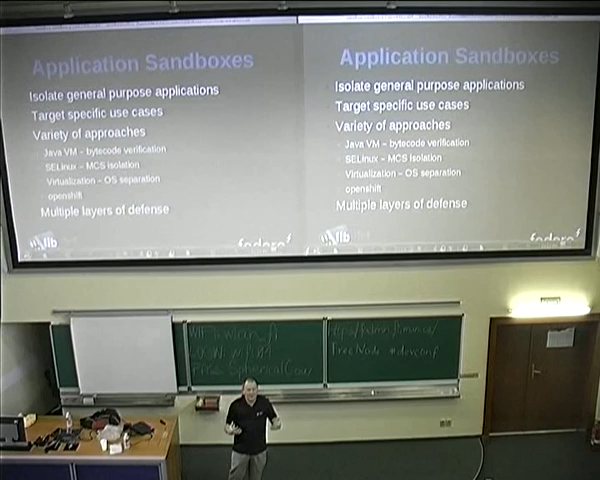 Application Sandboxes
Isolate general purpose applications
Target specific use cases
Variety of approaches
Java VM – bytecode verification
SELinux – MCS isolation
Virtualization – OS separation
openshift
Multiple layers of defense
lib
fedora
Application Sandboxes
Isolate general purpose applications
Target specific use cases
Variety of approaches
Java VM – bytecode verification
SELinux – MCS isolation
Virtualization – OS separation
openshift
Multiple layers of defense
lib
fedora
FreeNode #devconf